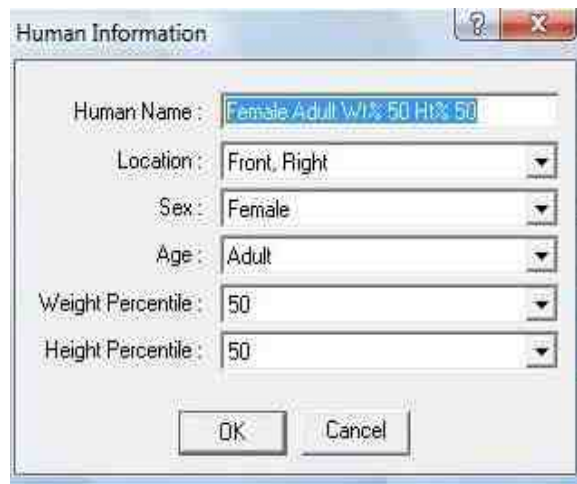 Human Information
Human Name : Female Adult Wt% 50 Ht% 50
Location : Front, Right
Sex : Female
Age : Adult
Weight Percentile : 50
Height Percentile : 50
OK Cancel